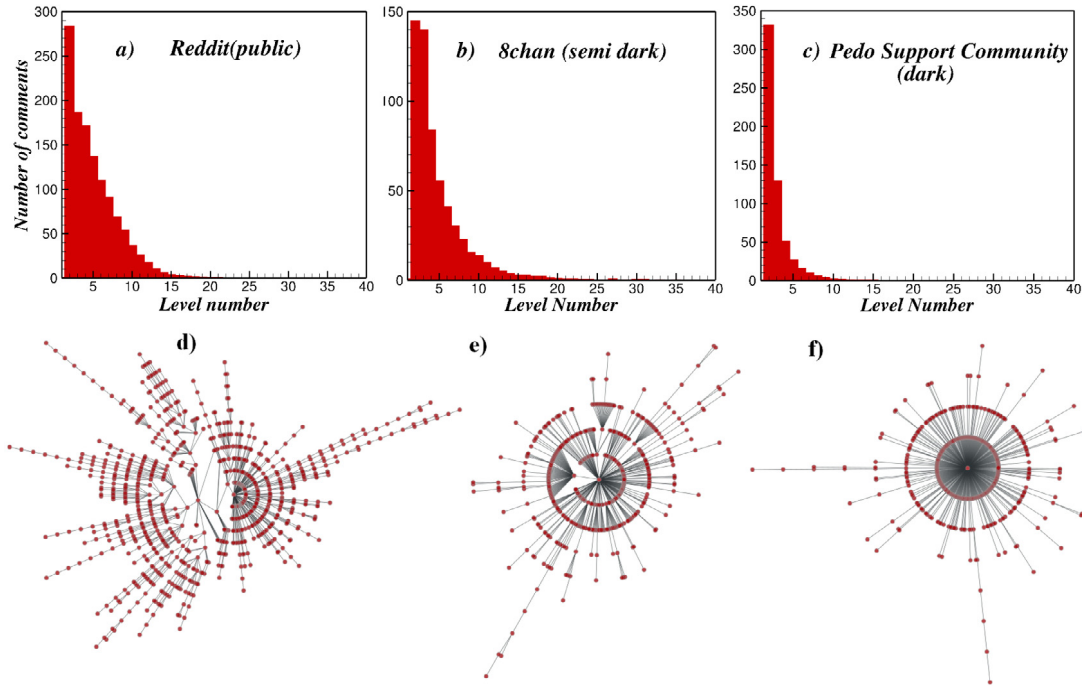 a) Reddit(public)
Number of comments
300
250
200
150
100
50
0
5 10 15 20 25 30 35 40
Level number
b) 8chan (semi dark)
150
100
50
0
5 10 15 20 25 30 35 40
Level Number
c) Pedo Support Community
(dark)
350
300
250
200
150
100
50
0
5 10 15 20 25 30 35 40
Level Number
d)
e)
f)